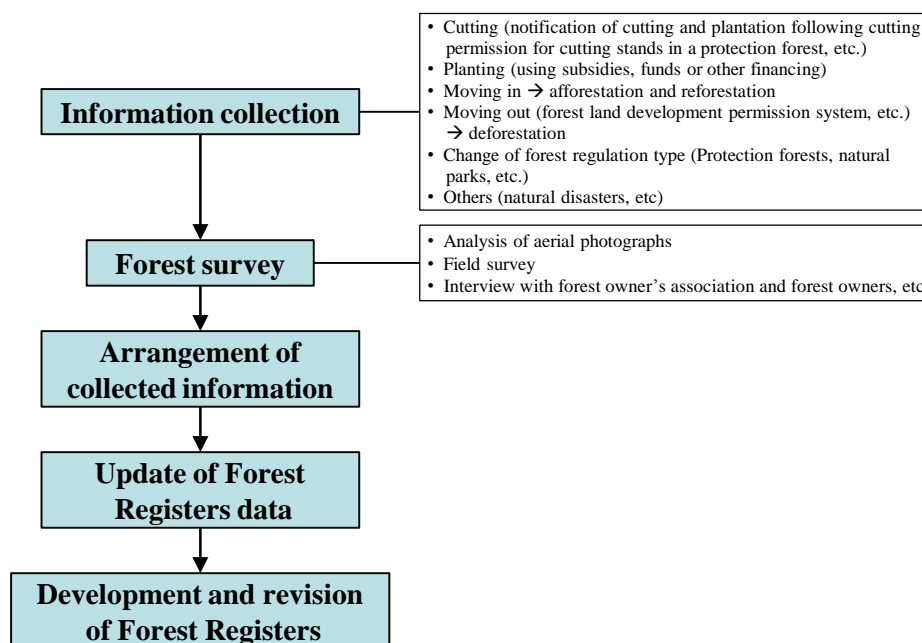 • Cutting (notification of cutting and plantation following cutting
permission for cutting stands in a protection forest, etc.)
• Planting (using subsidies, funds or other financing)
• Moving in → afforestation and reforestation
• Moving out (forest land development permission system, etc.)
→ deforestation
• Change of forest regulation type (Protection forests, natural
parks, etc.)
• Others (natural disasters, etc)
Information collection
• Analysis of aerial photographs
• Field survey
• Interview with forest owner's association and forest owners, etc
Forest survey
Arrangement of
collected information
Update of Forest
Registers data
Development and revision
of Forest Registers